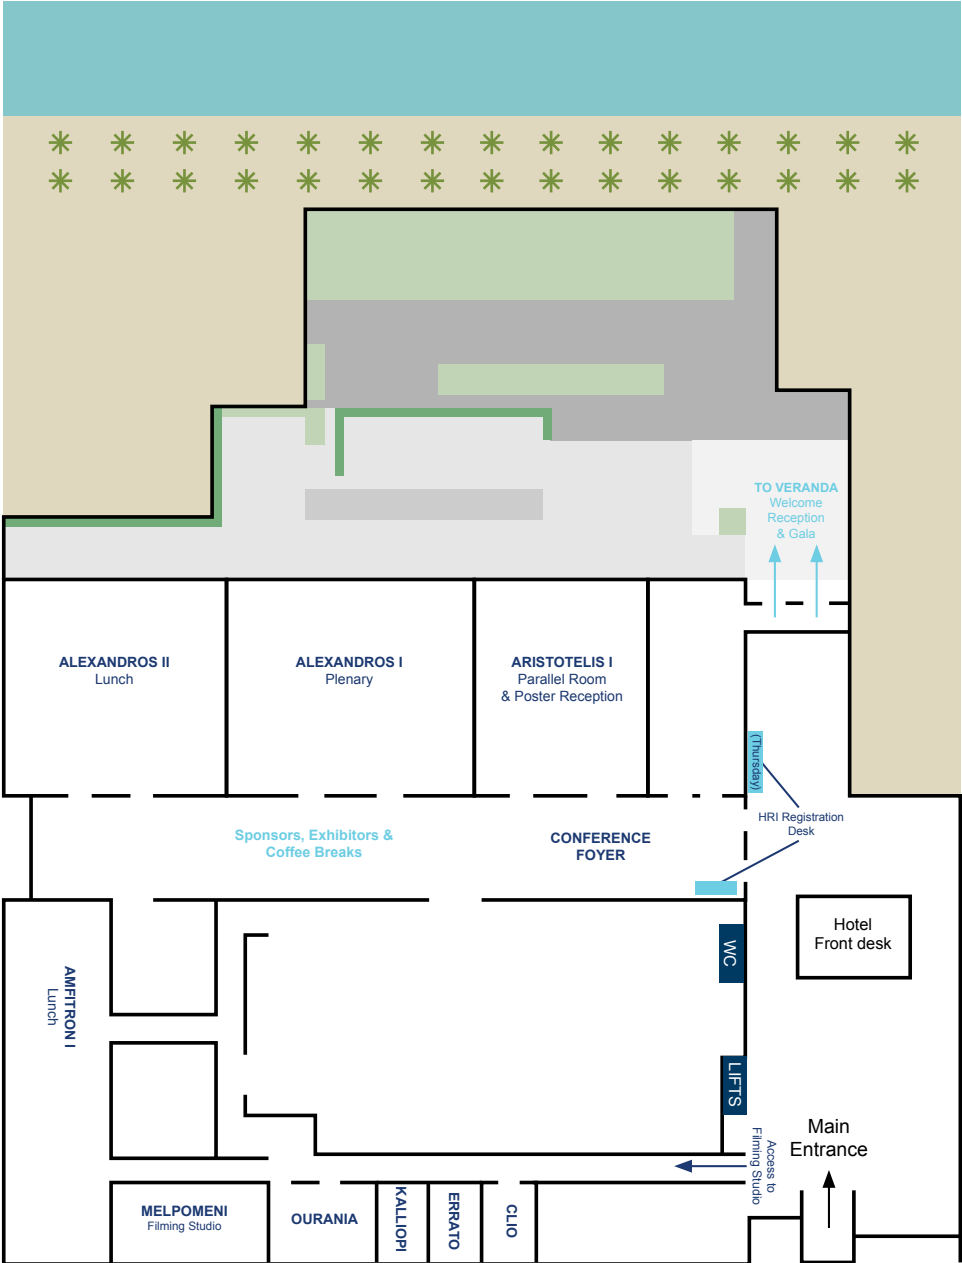 TO VERANDA
Welcome
Reception
& Gala
ALEXANDROS II
Lunch
ALEXANDROS I
Plenary
ARISTOTELIS I
Parallel Room
& Poster Reception
(Thursday)
HRI Registration
Desk
Sponsors, Exhibitors &
Coffee Breaks
CONFERENCE
FOYER
Hotel
Front desk
WC
AMFITRON I
Lunch
LIFTS
Main
Entrance
Access to
Filming Studio
MELPOMENI
Filming Studio
OURANIA
KALLIOPI
ERRATO
CLIO